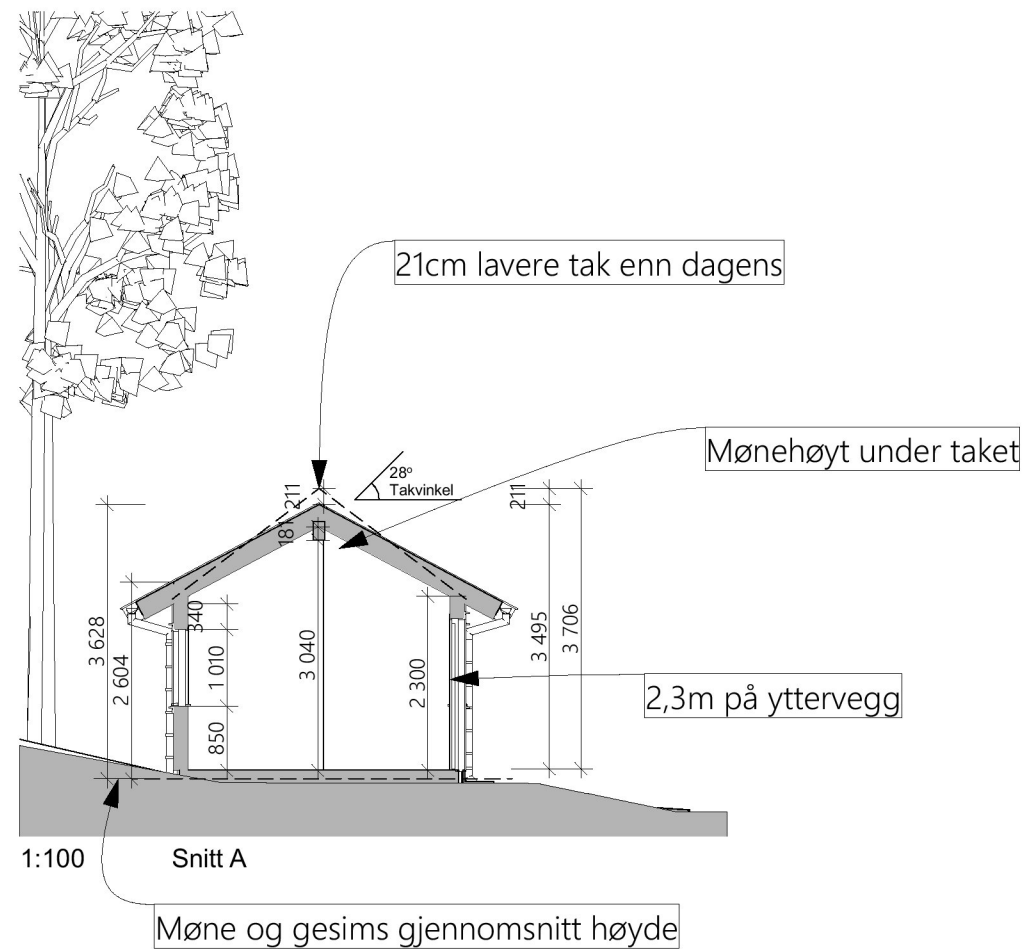 21cm lavere tak enn dagens
Mønehøyt under taket
28º
Takvinkel
211
211
181
340
3 628
2 604
1 010
850
3 040
2 300
3 495
3 706
2,3m på yttervegg
1:100 Snitt A
Møne og gesims gjennomsnitt høyde